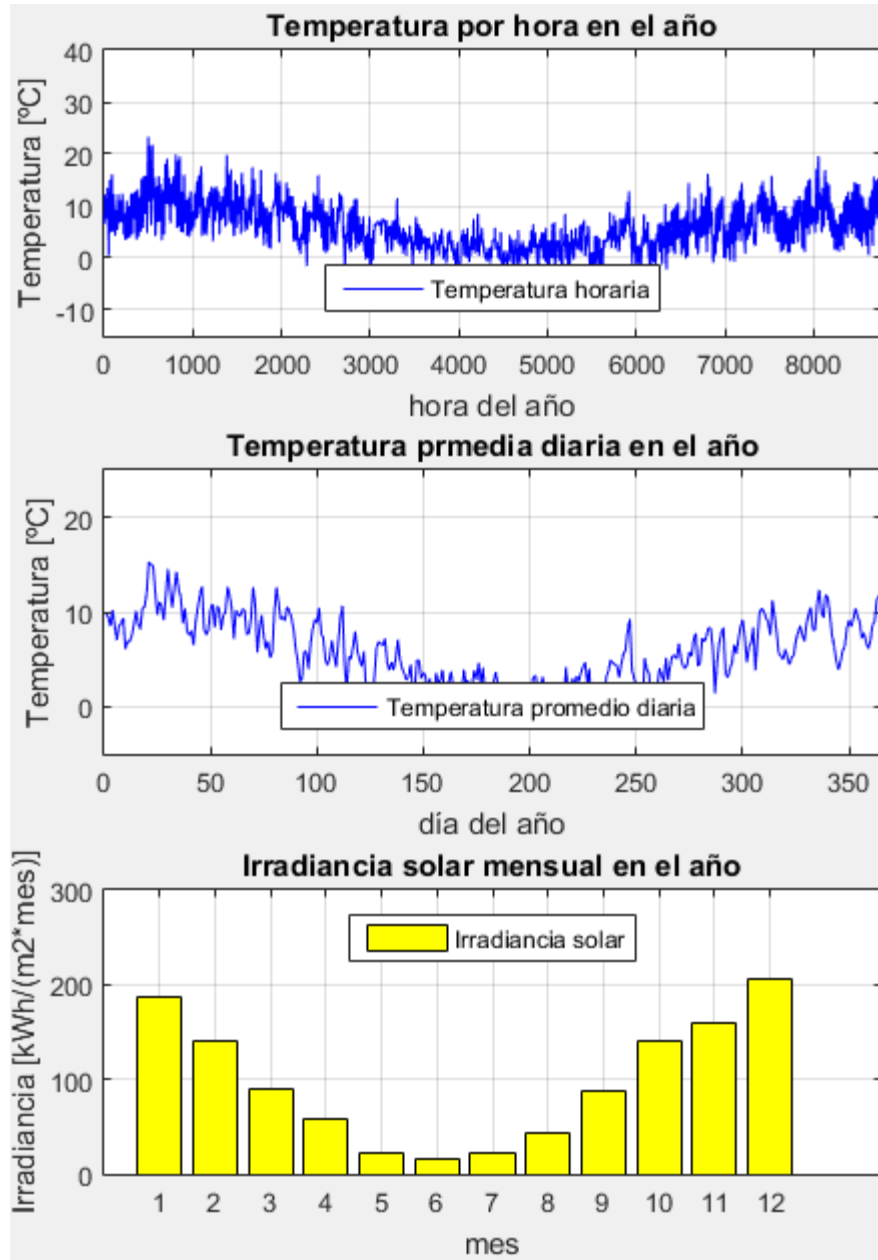 Temperatura por hora en el año
Temperatura [ºC]
40
30
20
10
0
-10
Temperatura horaria
0 1000 2000 3000 4000 5000 6000 7000 8000
hora del año
Temperatura prmedia diaria en el año
Temperatura [ºC]
20
10
0
Temperatura promedio diaria
0 50 100 150 200 250 300 350
día del año
Irradiancia solar mensual en el año
Irradiancia [kWh/(m2*mes)]
300
200
100
0
Irradiancia solar
1 2 3 4 5 6 7 8 9 10 11 12
mes